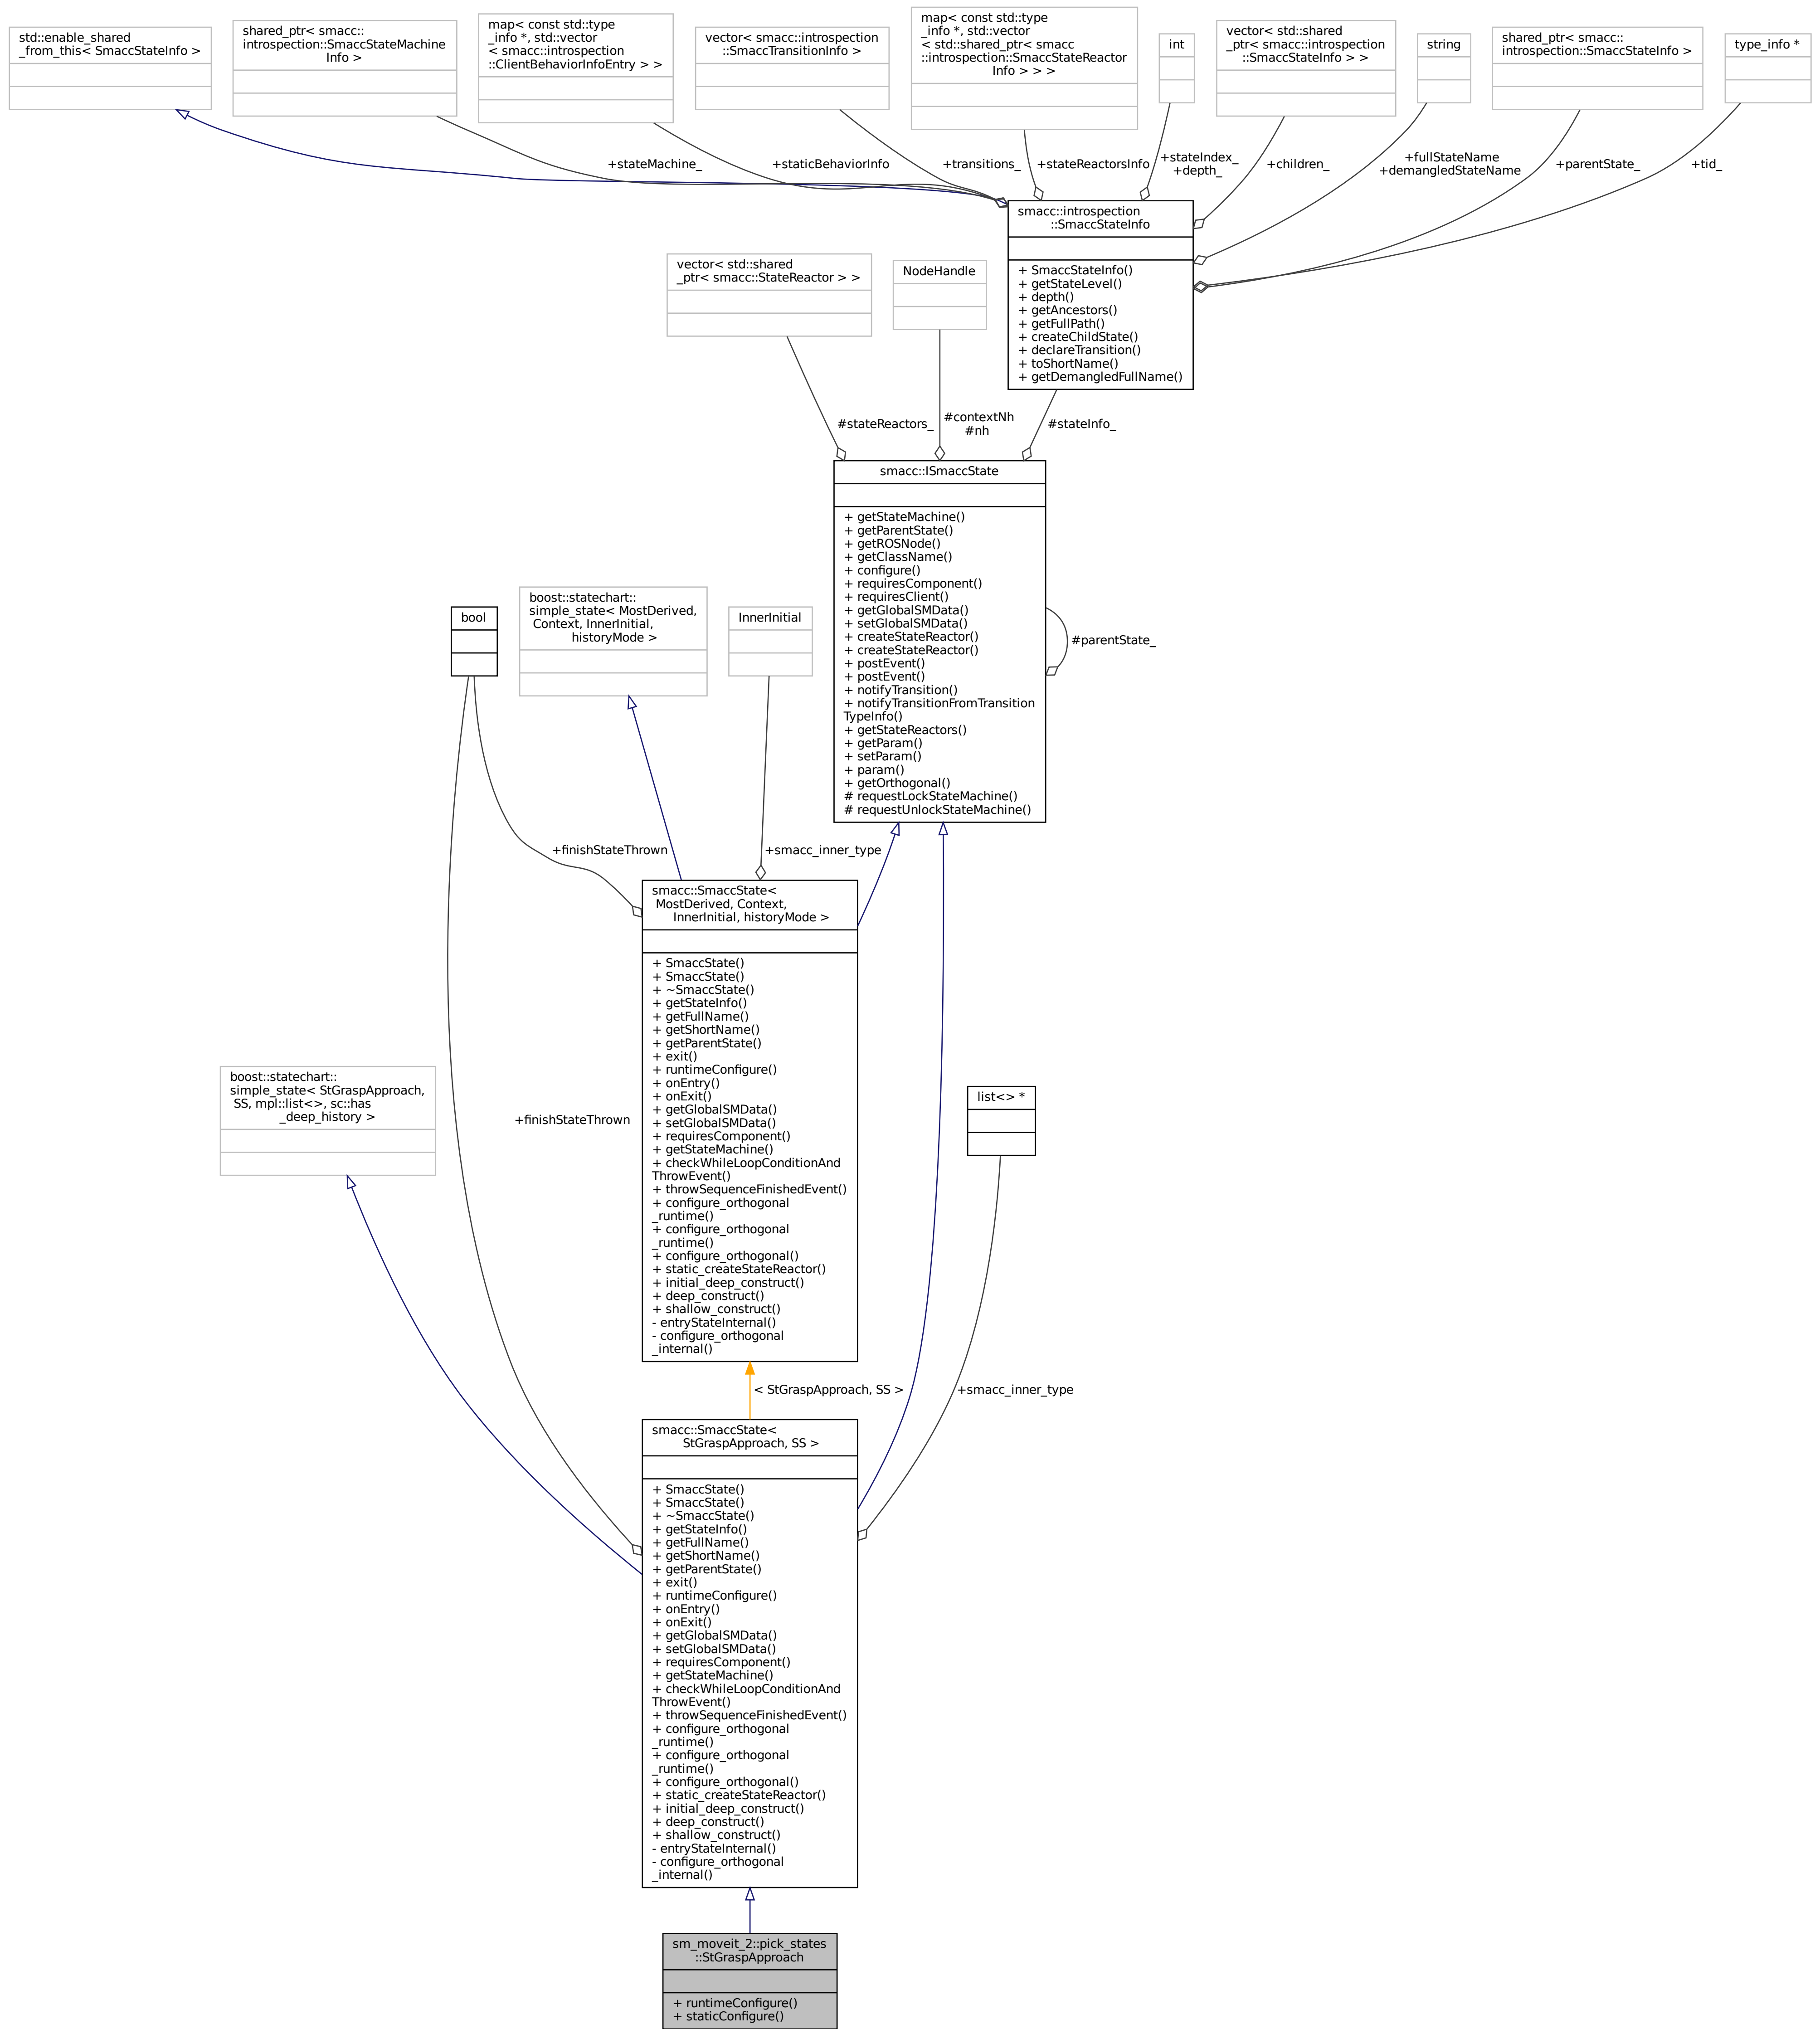 std::enable_shared
_from_this< SmaccStateInfo >
shared_ptr< smacc::
introspection::SmaccStateMachine
Info >
map< const std::type
_info *, std::vector
< smacc::introspection
::ClientBehaviorInfoEntry > >
vector< smacc::introspection
::SmaccTransitionInfo >
map< const std::type
_info *, std::vector
< std::shared_ptr< smacc
::introspection::SmaccStateReactor
Info > > >
int
vector< std::shared
_ptr< smacc::introspection
::SmaccStateInfo > >
string
shared_ptr< smacc::
introspection::SmaccStateInfo >
type_info *
+stateMachine_
+staticBehaviorInfo
+transitions_
+stateReactorsInfo
+stateIndex_
+depth_
+children_
+fullStateName
+demangledStateName
+parentState_
+tid_
smacc::introspection
::SmaccStateInfo
+ SmaccStateInfo()
+ getStateLevel()
+ depth()
+ getAncestors()
+ getFullPath()
+ createChildState()
+ declareTransition()
+ toShortName()
+ getDemangledFullName()
vector< std::shared
_ptr< smacc::StateReactor > >
NodeHandle
#stateReactors_
#contextNh
#nh
#stateInfo_
smacc::ISmaccState
+ getStateMachine()
+ getParentState()
+ getROSNode()
+ getClassName()
+ configure()
+ requiresComponent()
+ requiresClient()
+ getGlobalSMData()
+ setGlobalSMData()
+ createStateReactor()
+ createStateReactor()
+ postEvent()
+ postEvent()
+ notifyTransition()
+ notifyTransitionFromTransition
TypeInfo()
+ getStateReactors()
+ getParam()
+ setParam()
+ param()
+ getOrthogonal()
# requestLockStateMachine()
# requestUnlockStateMachine()
#parentState_
bool
boost::statechart::
simple_state< MostDerived,
Context, InnerInitial,
historyMode >
InnerInitial
+finishStateThrown
+smacc_inner_type
smacc::SmaccState<
MostDerived, Context,
InnerInitial, historyMode >
+ SmaccState()
+ SmaccState()
+ ~SmaccState()
+ getStateInfo()
+ getFullName()
+ getShortName()
+ getParentState()
+ exit()
+ runtimeConfigure()
+ onEntry()
+ onExit()
+ getGlobalSMData()
+ setGlobalSMData()
+ requiresComponent()
+ getStateMachine()
+ checkWhileLoopConditionAnd
ThrowEvent()
+ throwSequenceFinishedEvent()
+ configure_orthogonal
_runtime()
+ configure_orthogonal
_runtime()
+ configure_orthogonal()
+ static_createStateReactor()
+ initial_deep_construct()
+ deep_construct()
+ shallow_construct()
- entryStateInternal()
- configure_orthogonal
_internal()
boost::statechart::
simple_state< StGraspApproach,
SS, mpl::list<>, sc::has
_deep_history >
+finishStateThrown
list<> *
< StGraspApproach, SS >
+smacc_inner_type
smacc::SmaccState<
StGraspApproach, SS >
+ SmaccState()
+ SmaccState()
+ ~SmaccState()
+ getStateInfo()
+ getFullName()
+ getShortName()
+ getParentState()
+ exit()
+ runtimeConfigure()
+ onEntry()
+ onExit()
+ getGlobalSMData()
+ setGlobalSMData()
+ requiresComponent()
+ getStateMachine()
+ checkWhileLoopConditionAnd
ThrowEvent()
+ throwSequenceFinishedEvent()
+ configure_orthogonal
_runtime()
+ configure_orthogonal
_runtime()
+ configure_orthogonal()
+ static_createStateReactor()
+ initial_deep_construct()
+ deep_construct()
+ shallow_construct()
- entryStateInternal()
- configure_orthogonal
_internal()
sm_moveit_2::pick_states
::StGraspApproach
+ runtimeConfigure()
+ staticConfigure()